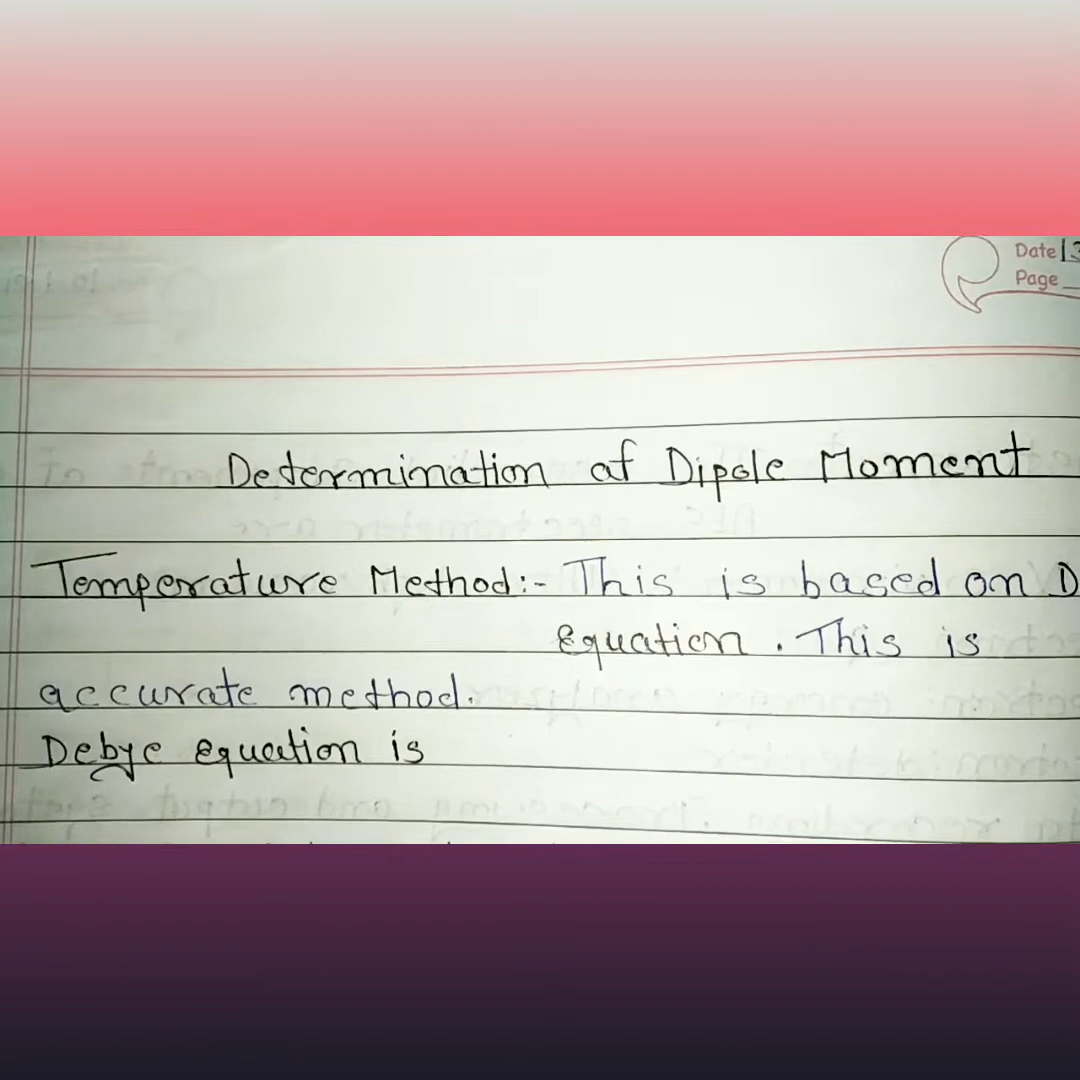 Date 13
Page
Determination of Dipole Moment
Temperature Method:- This is based on D
Equation. This is
accurate method.
Debye equation is